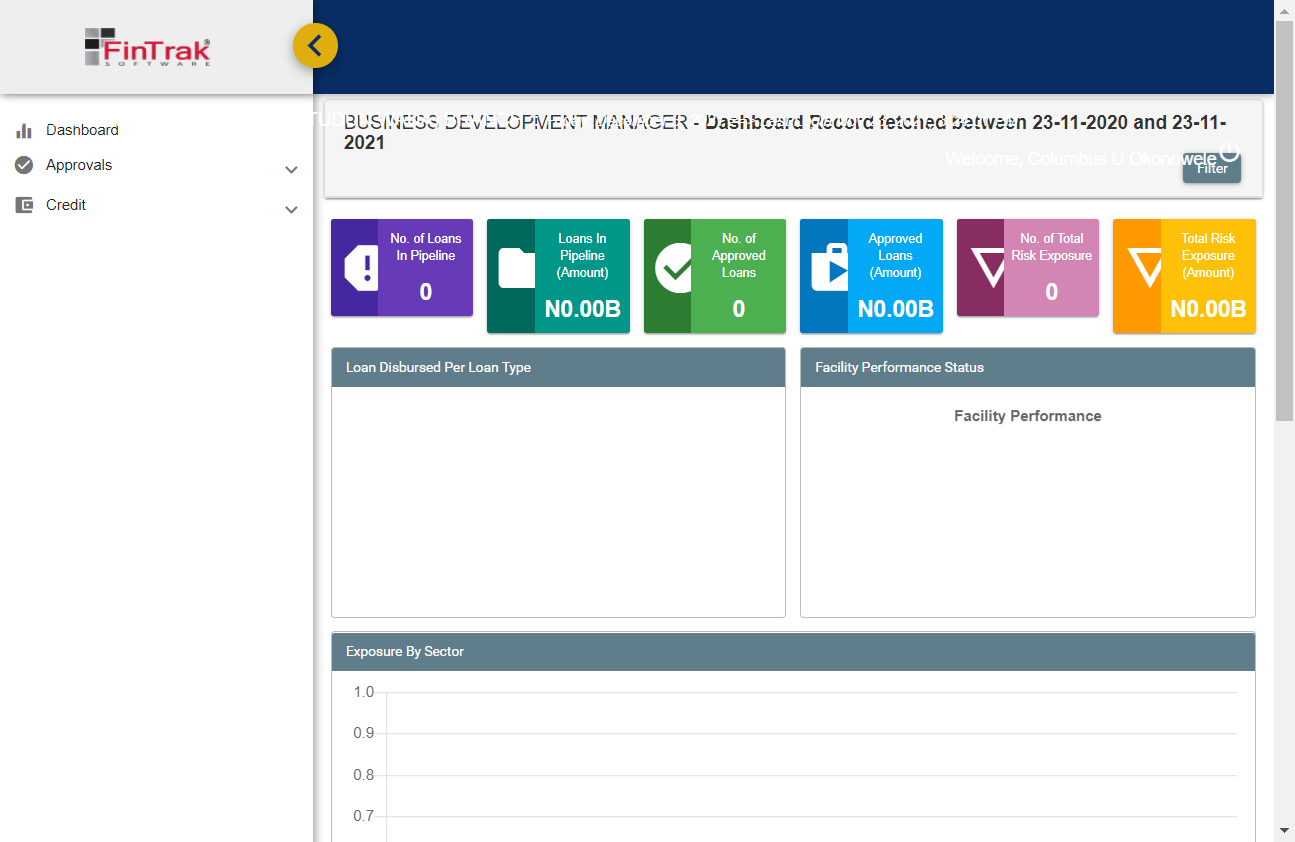 FinTrak
SOFTWARE
Dashboard
Approvals
Credit
BUSINESS DEVELOPMENT MANAGER - Dashboard Record fetched between 23-11-2020 and 23-11-
2021
Welcome, Columbus U Okonowele
Filter
No. of Loans
In Pipeline
0
Loans In
Pipeline
(Amount)
N0.00B
No. of
Approved
Loans
0
Approved
Loans
(Amount)
N0.00B
No. of Total
Risk Exposure
0
Total Risk
Exposure
(Amount)
N0.00B
Loan Disbursed Per Loan Type
Facility Performance Status
Facility Performance
Exposure By Sector
1.0
0.9
0.8
0.7